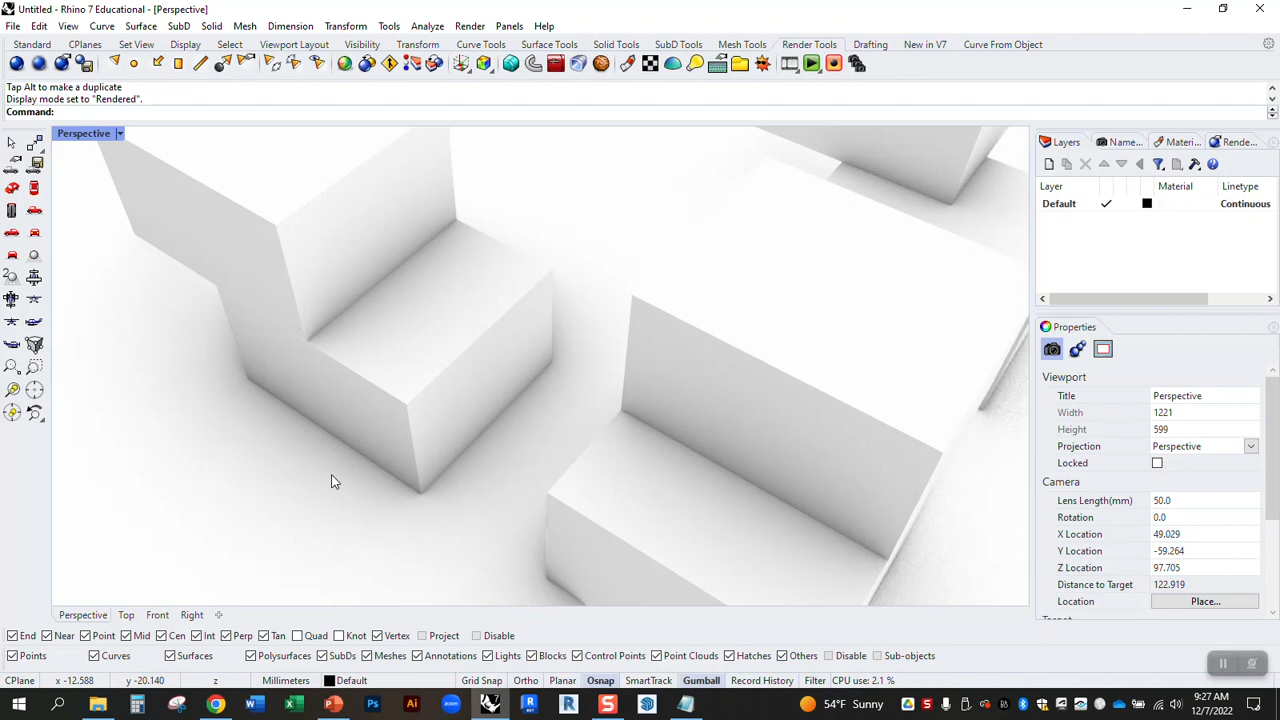 Untitled - Rhino 7 Educational - [Perspective]
File Edit View Curve Surface SubD Solid Mesh Dimension Transform Tools Analyze Render Panels Help
Standard CPlanes Set View Display Select Viewport Layout Visibility Transform Curve Tools Surface Tools Solid Tools SubD Tools Mesh Tools Render Tools Drafting New in V7 Curve From Object
Tap Alt to make a duplicate
Display mode set to "Rendered".
Command:
Perspective
Layers Name... Materi... Rende...
Layer Material Linetype
Default Continuous
Properties
Viewport
Title Perspective
Width 1221
Height 599
Projection Perspective
Locked
Camera
Lens Length(mm) 50.0
Rotation 0.0
X Location 49.029
Y Location -59.264
Z Location 97.705
Distance to Target 122.919
Location Place...
Perspective Top Front Right
End Near Point Mid Cen Int Perp Tan Quad Knot Vertex Project Disable
Points Curves Surfaces Polysurfaces SubDs Meshes Annotations Lights Blocks Control Points Point Clouds Hatches Others Disable Sub-objects
CPlane x -12.588 y -20.140 z Millimeters Default Grid Snap Ortho Planar Osnap SmartTrack Gumball Record History Filter CPU use: 2.1 %
54°F Sunny 9:27 AM
12/7/2022